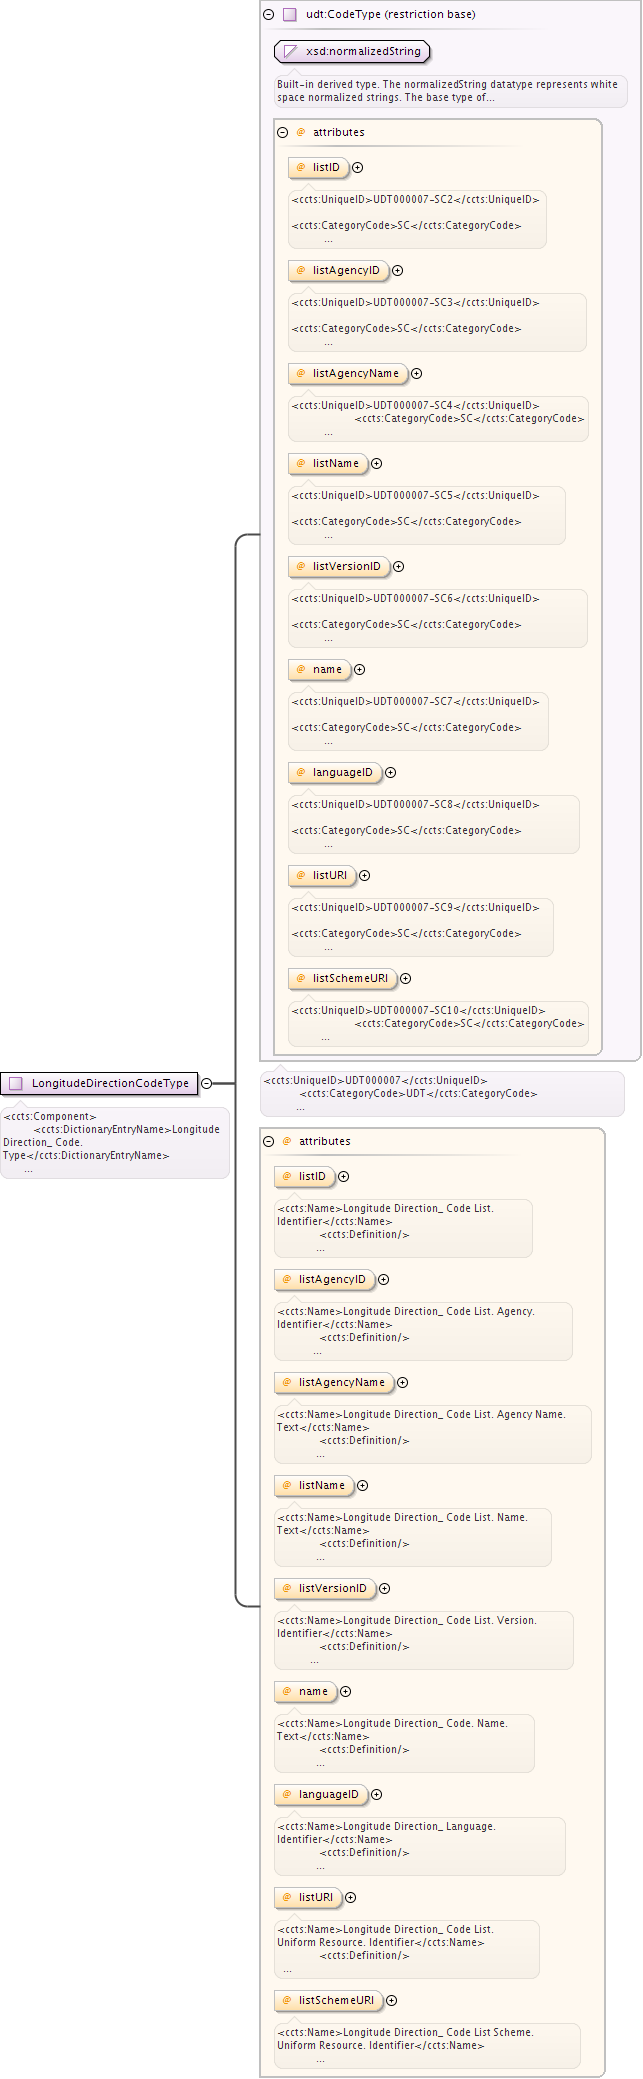 udt:CodeType (restriction base)
xsd:normalizedString
Built-in derived type. The normalizedString datatype represents white
space normalized strings. The base type of...
@ attributes
@ listID
<ccts:UniqueID>UDT000007-SC2</ccts:UniqueID>
<ccts:CategoryCode>SC</ccts:CategoryCode>
...
@ listAgencyID
<ccts:UniqueID>UDT000007-SC3</ccts:UniqueID>
<ccts:CategoryCode>SC</ccts:CategoryCode>
...
@ listAgencyName
<ccts:UniqueID>UDT000007-SC4</ccts:UniqueID>
<ccts:CategoryCode>SC</ccts:CategoryCode>
...
@ listName
<ccts:UniqueID>UDT000007-SC5</ccts:UniqueID>
<ccts:CategoryCode>SC</ccts:CategoryCode>
...
@ listVersionID
<ccts:UniqueID>UDT000007-SC6</ccts:UniqueID>
<ccts:CategoryCode>SC</ccts:CategoryCode>
...
@ name
<ccts:UniqueID>UDT000007-SC7</ccts:UniqueID>
<ccts:CategoryCode>SC</ccts:CategoryCode>
...
@ languageID
<ccts:UniqueID>UDT000007-SC8</ccts:UniqueID>
<ccts:CategoryCode>SC</ccts:CategoryCode>
...
@ listURI
<ccts:UniqueID>UDT000007-SC9</ccts:UniqueID>
<ccts:CategoryCode>SC</ccts:CategoryCode>
...
@ listSchemeURI
<ccts:UniqueID>UDT000007-SC10</ccts:UniqueID>
<ccts:CategoryCode>SC</ccts:CategoryCode>
...
LongitudeDirectionCodeType
<ccts:Component>
<ccts:DictionaryEntryName>Longitude
Direction_ Code.
Type</ccts:DictionaryEntryName>
...
<ccts:UniqueID>UDT000007</ccts:UniqueID>
<ccts:CategoryCode>UDT</ccts:CategoryCode>
...
@ attributes
@ listID
<ccts:Name>Longitude Direction_ Code List.
Identifier</ccts:Name>
<ccts:Definition/>
...
@ listAgencyID
<ccts:Name>Longitude Direction_ Code List. Agency.
Identifier</ccts:Name>
<ccts:Definition/>
...
@ listAgencyName
<ccts:Name>Longitude Direction_ Code List. Agency Name.
Text</ccts:Name>
<ccts:Definition/>
...
@ listName
<ccts:Name>Longitude Direction_ Code List. Name.
Text</ccts:Name>
<ccts:Definition/>
...
@ listVersionID
<ccts:Name>Longitude Direction_ Code List. Version.
Identifier</ccts:Name>
<ccts:Definition/>
...
@ name
<ccts:Name>Longitude Direction_ Code. Name.
Text</ccts:Name>
<ccts:Definition/>
...
@ languageID
<ccts:Name>Longitude Direction_ Language.
Identifier</ccts:Name>
<ccts:Definition/>
...
@ listURI
<ccts:Name>Longitude Direction_ Code List.
Uniform Resource. Identifier</ccts:Name>
<ccts:Definition/>
...
@ listSchemeURI
<ccts:Name>Longitude Direction_ Code List Scheme.
Uniform Resource. Identifier</ccts:Name>
...